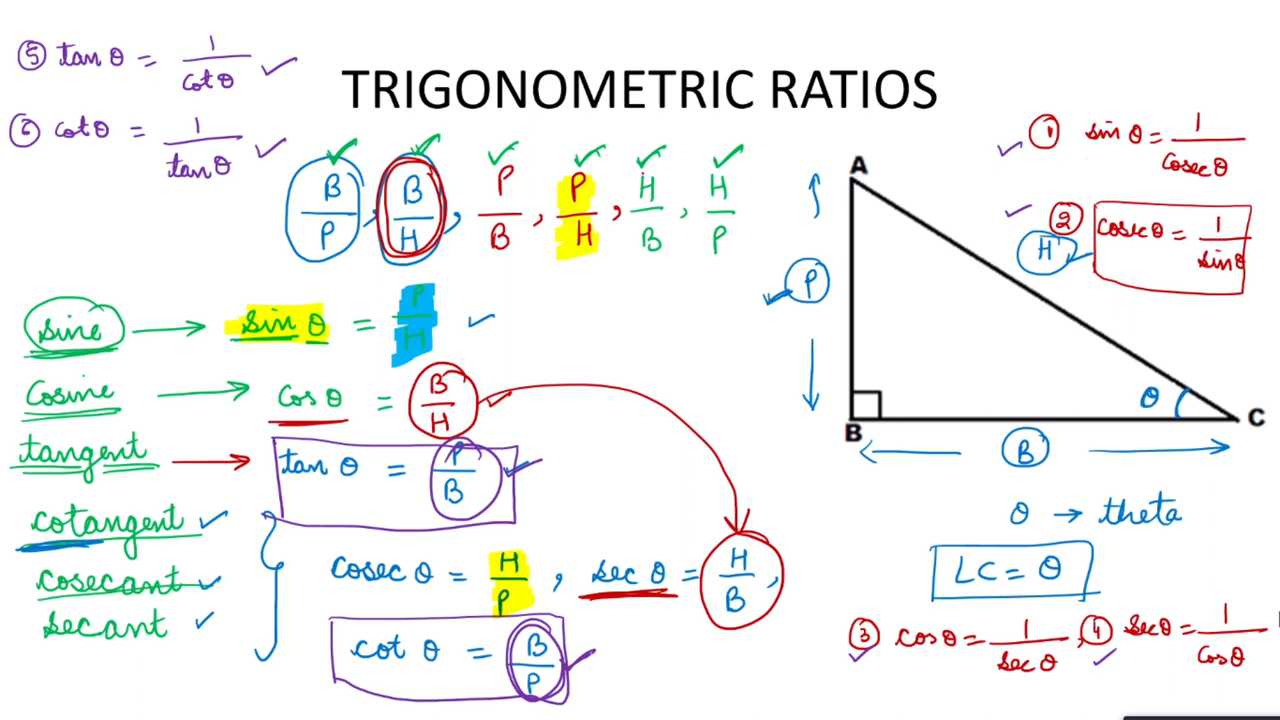 ⑤ tan θ = 1/cot θ ✓
TRIGONOMETRIC RATIOS
⑥ cot θ = 1/tan θ ✓
B/P, B/H, P/B, P/H, H/B, H/P
① sin θ = 1/cosec θ
② cosec θ = 1/sin θ
A
H
P
sine → sin θ = P/H ✓
cosine → cos θ = B/H ✓
θ
B
C
B
tangent → tan θ = P/B ✓
cotangent ✓
θ → theta
cosecant ✓
cosec θ = H/P, sec θ = H/B,
LC = θ
secant ✓
cot θ = B/P ✓
③ cos θ = 1/sec θ, ④ sec θ = 1/cos θ